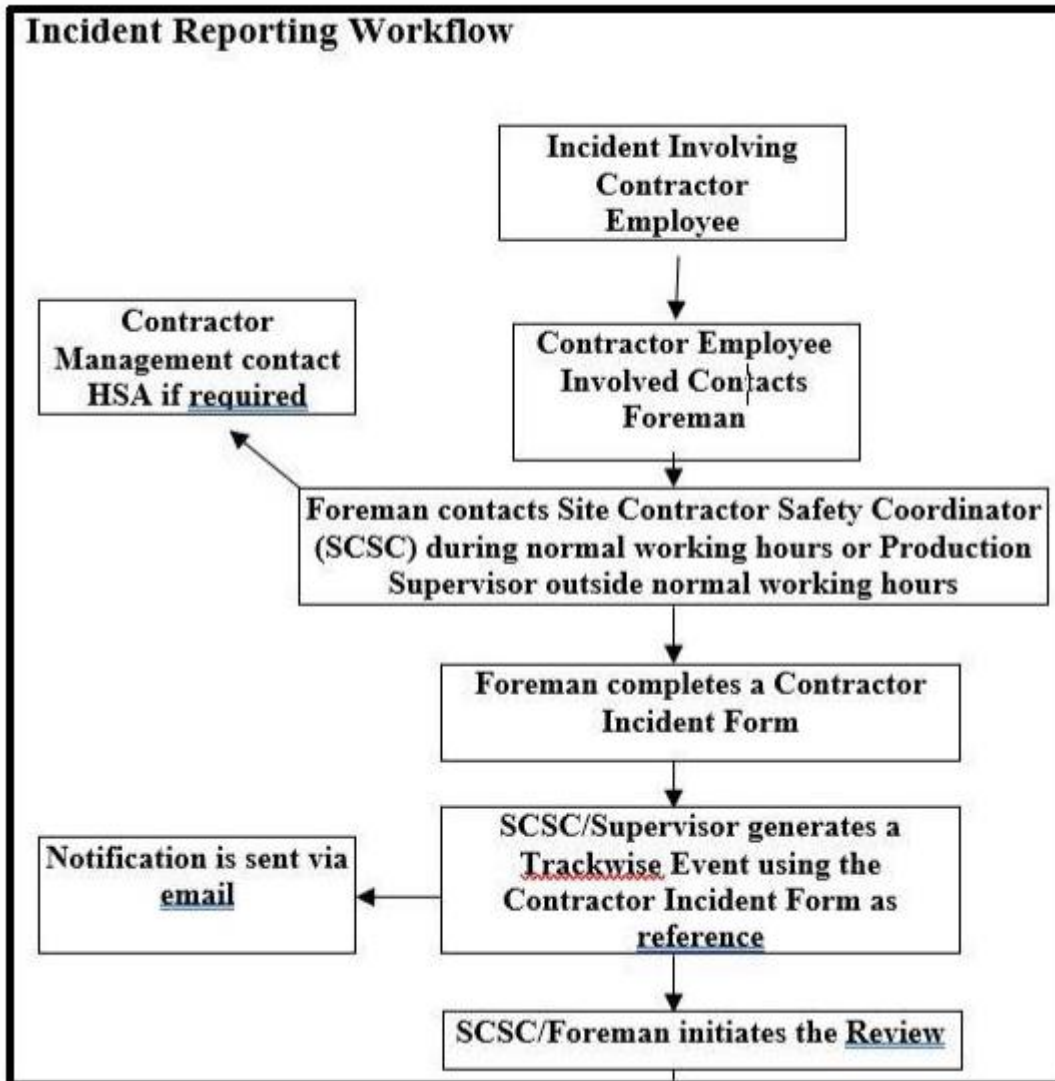 Incident Reporting Workflow
Incident Involving
Contractor
Employee
Contractor
Management contact
HSA if required
Contractor Employee
Involved Contacts
Foreman
Foreman contacts Site Contractor Safety Coordinator
(SCSC) during normal working hours or Production
Supervisor outside normal working hours
Foreman completes a Contractor
Incident Form
SCSC/Supervisor generates a
Trackwise Event using the
Contractor Incident Form as
reference
Notification is sent via
email
SCSC/Foreman initiates the Review